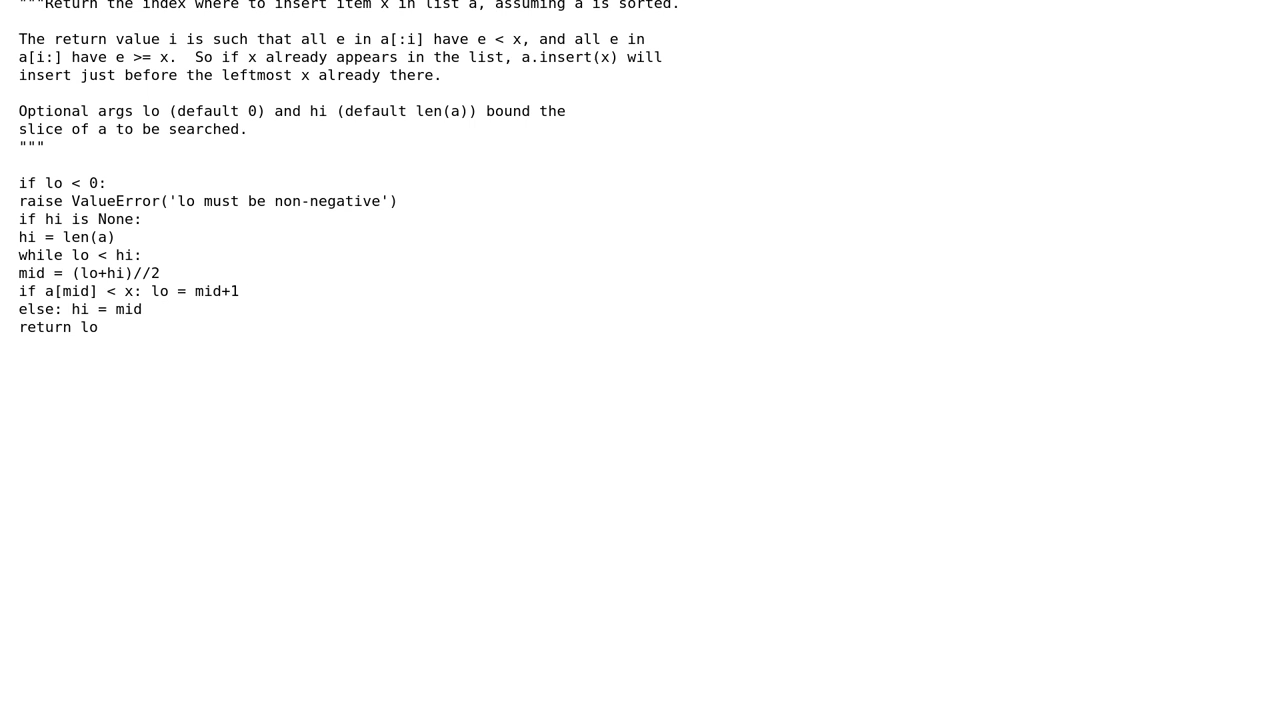 """Return the index where to insert item x in list a, assuming a is sorted.

The return value i is such that all e in a[:i] have e < x, and all e in
a[i:] have e >= x.  So if x already appears in the list, a.insert(x) will
insert just before the leftmost x already there.

Optional args lo (default 0) and hi (default len(a)) bound the
slice of a to be searched.
"""

if lo < 0:
raise ValueError('lo must be non-negative')
if hi is None:
hi = len(a)
while lo < hi:
mid = (lo+hi)//2
if a[mid] < x: lo = mid+1
else: hi = mid
return lo